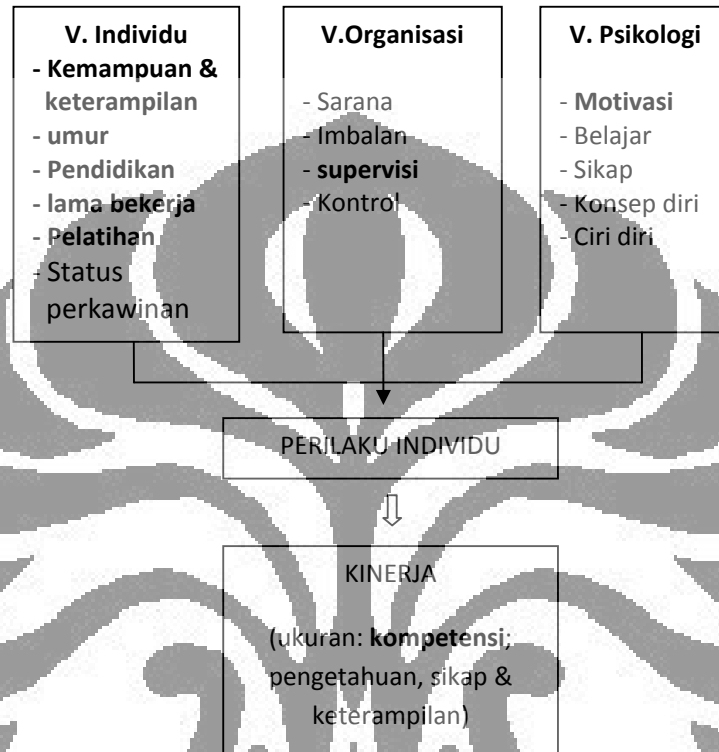 V. Individu
- Kemampuan &
keterampilan
- umur
- Pendidikan
- lama bekerja
- Pelatihan
- Status
perkawinan
V.Organisasi
- Sarana
- Imbalan
- supervisi
- Kontrol
V. Psikologi
- Motivasi
- Belajar
- Sikap
- Konsep diri
- Ciri diri
PERILAKU INDIVIDU
KINERJA
(ukuran: kompetensi;
pengetahuan, sikap &
keterampilan)